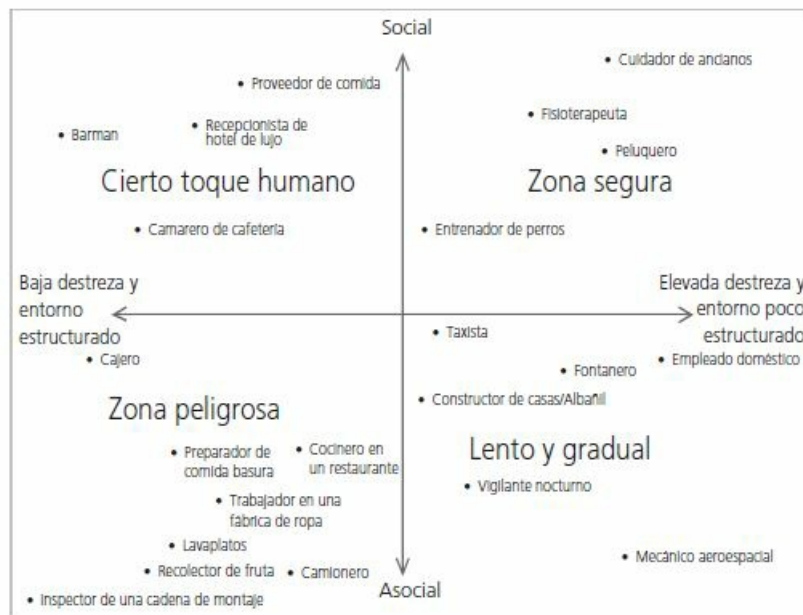 Social
Cuidador de ancianos
Proveedor de comida
Fisioterapeuta
Recepcionista de
hotel de lujo
Barman
Peluquero
Cierto toque humano
Zona segura
Camarero de cafetería
Entrenador de perros
Baja destreza y
entorno
estructurado
Elevada destreza y
entorno poco
estructurado
Taxista
Cajero
Empleado doméstico
Fontanero
Constructor de casas/Albañil
Zona peligrosa
Lento y gradual
Preparador de
comida basura
Cocinero en
un restaurante
Vigilante nocturno
Trabajador en una
fábrica de ropa
Lavaplatos
Mecánico aeroespacial
Recolector de fruta
Camionero
Asocial
Inspector de una cadena de montaje